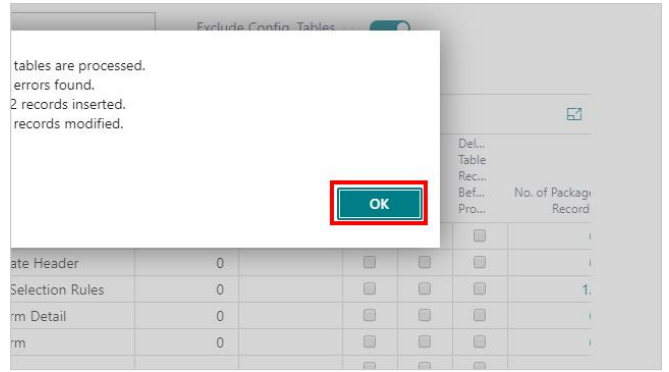 Exclude Config. Tables
tables are processed.
errors found.
2 records inserted.
records modified.
OK
Del...
Table
Rec...
Bef...
Pro...
No. of Package
Record
ate Header 0
Selection Rules 0 1
rm Detail 0
rm 0